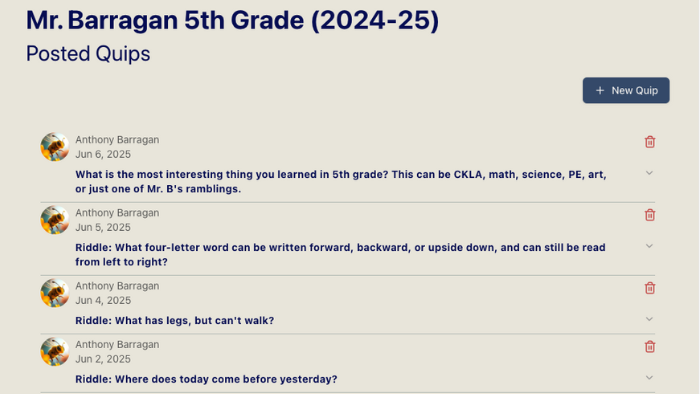 Mr. Barragan 5th Grade (2024-25)
Posted Quips
+ New Quip
Anthony Barragan
Jun 6, 2025
What is the most interesting thing you learned in 5th grade? This can be CKLA, math, science, PE, art,
or just one of Mr. B's ramblings.
Anthony Barragan
Jun 5, 2025
Riddle: What four-letter word can be written forward, backward, or upside down, and can still be read
from left to right?
Anthony Barragan
Jun 4, 2025
Riddle: What has legs, but can't walk?
Anthony Barragan
Jun 2, 2025
Riddle: Where does today come before yesterday?